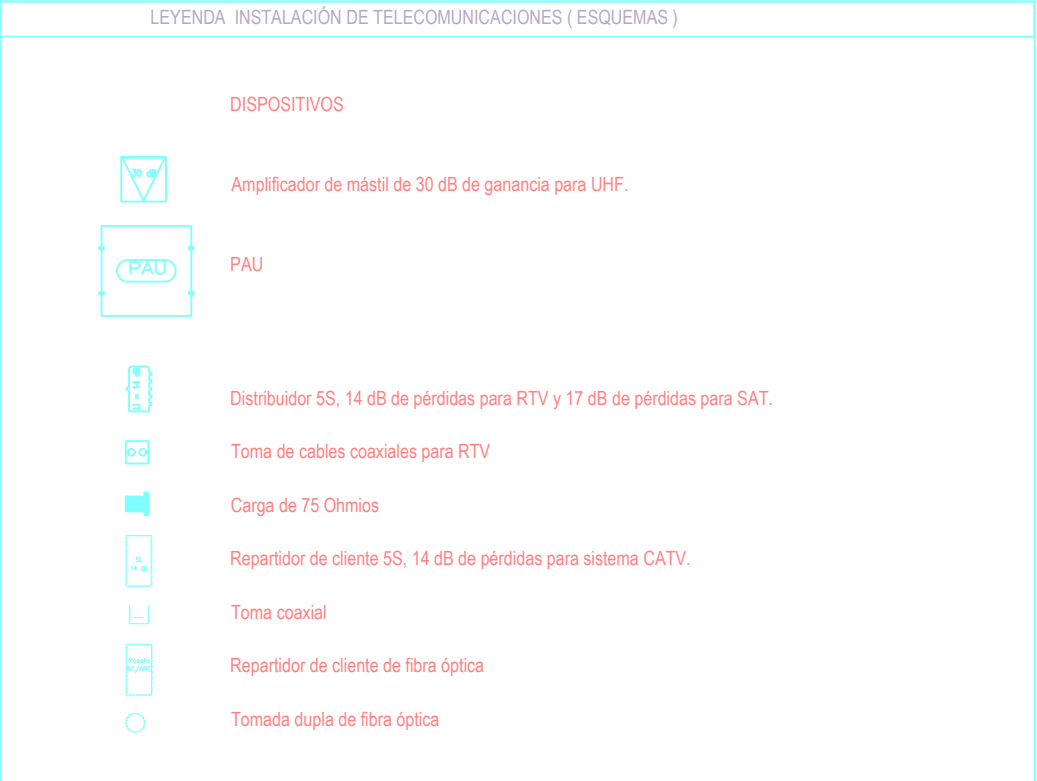 LEYENDA INSTALACIÓN DE TELECOMUNICACIONES ( ESQUEMAS )
DISPOSITIVOS
30 dB
Amplificador de mástil de 30 dB de ganancia para UHF.
PAU
PAU
= 14 dB
Distribuidor 5S, 14 dB de pérdidas para RTV y 17 dB de pérdidas para SAT.
Toma de cables coaxiales para RTV
Carga de 75 Ohmios
5S
14 dB
Repartidor de cliente 5S, 14 dB de pérdidas para sistema CATV.
Toma coaxial
Roseta
SC/APC
Repartidor de cliente de fibra óptica
Tomada dupla de fibra óptica